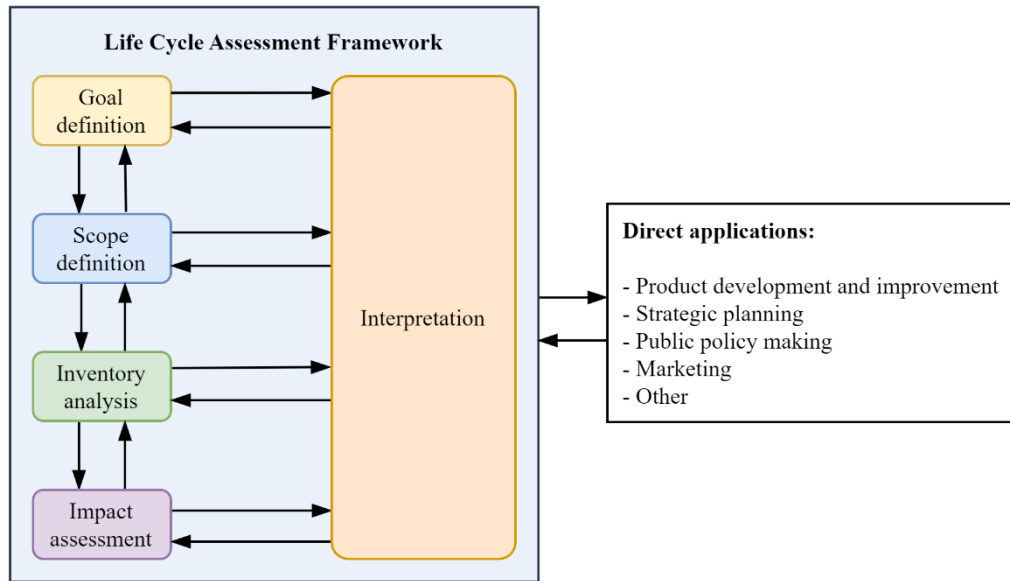 Life Cycle Assessment Framework
Goal
definition
Scope
definition
Inventory
analysis
Impact
assessment
Interpretation
Direct applications:
- Product development and improvement
- Strategic planning
- Public policy making
- Marketing
- Other